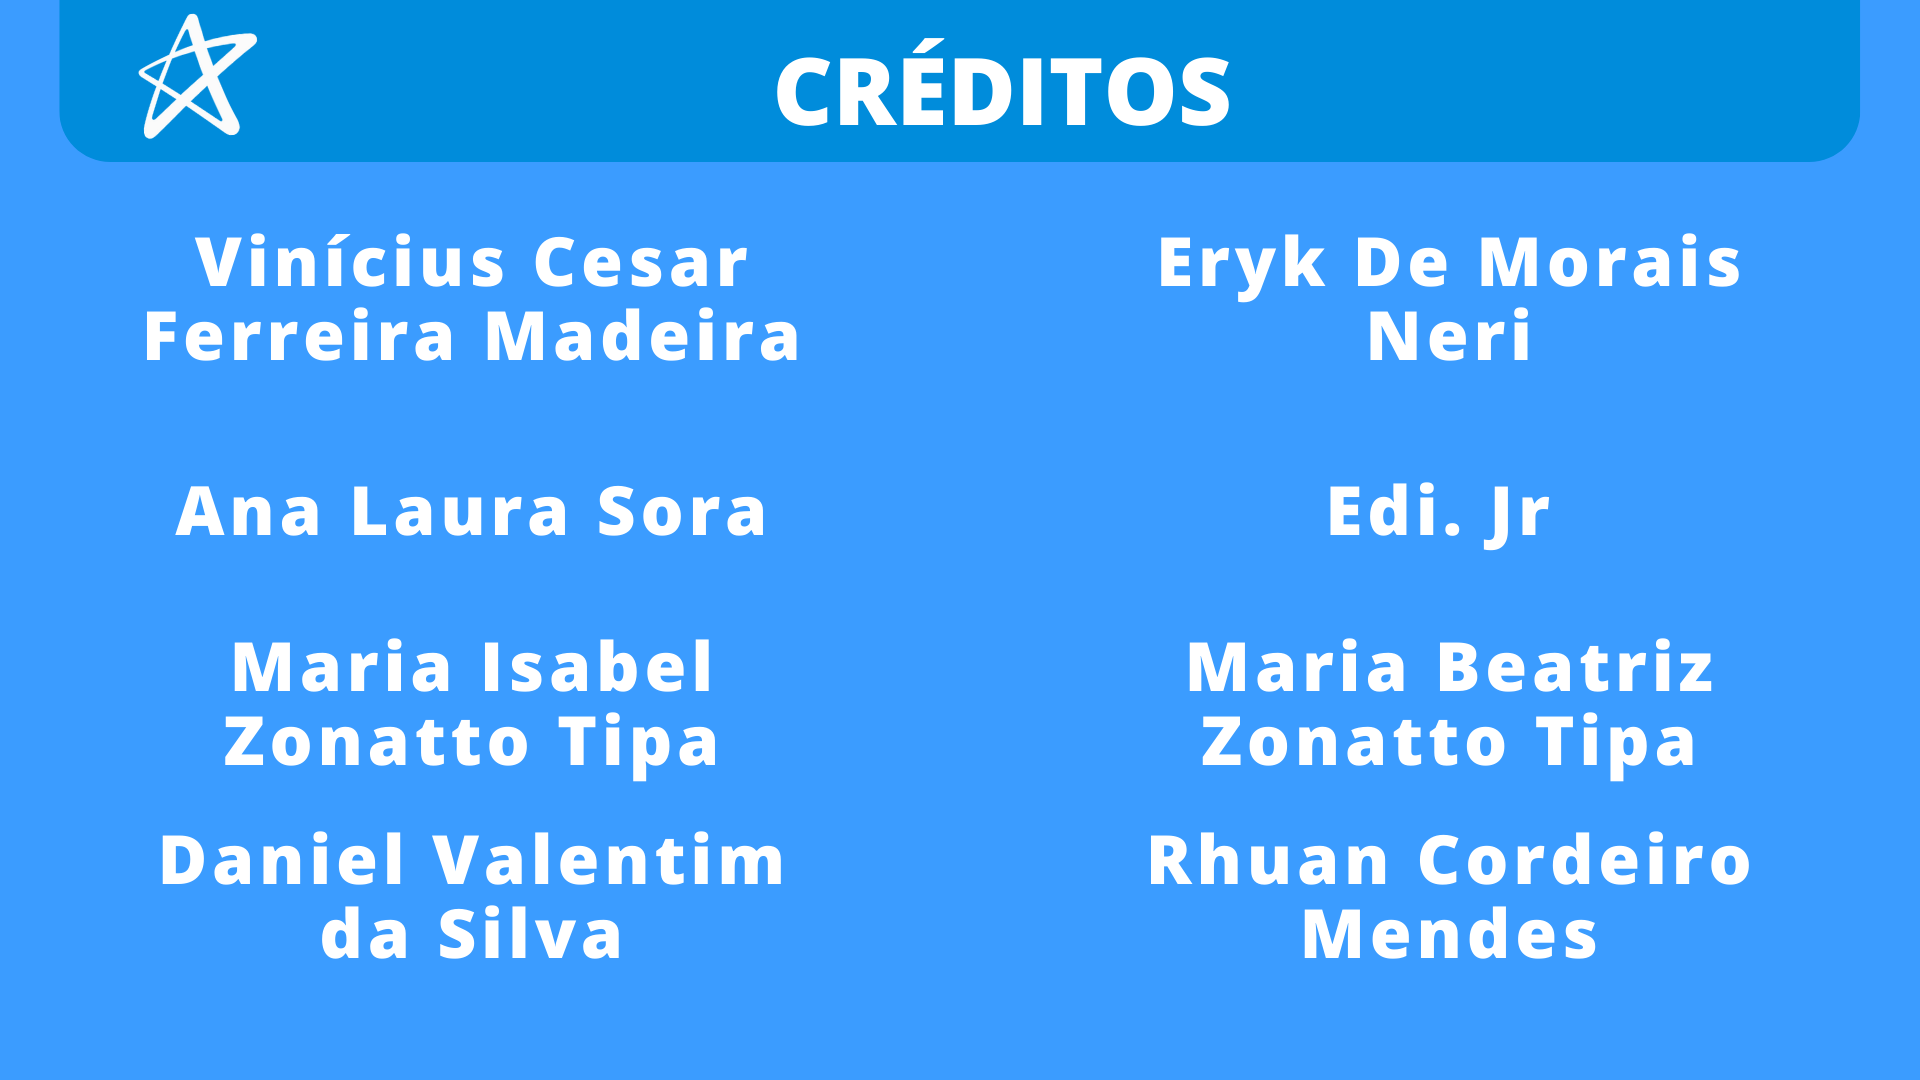 CRÉDITOS
Vinícius Cesar
Ferreira Madeira
Eryk De Morais
Neri
Ana Laura Sora
Edi. Jr
Maria Isabel
Zonatto Tipa
Maria Beatriz
Zonatto Tipa
Daniel Valentim
da Silva
Rhuan Cordeiro
Mendes